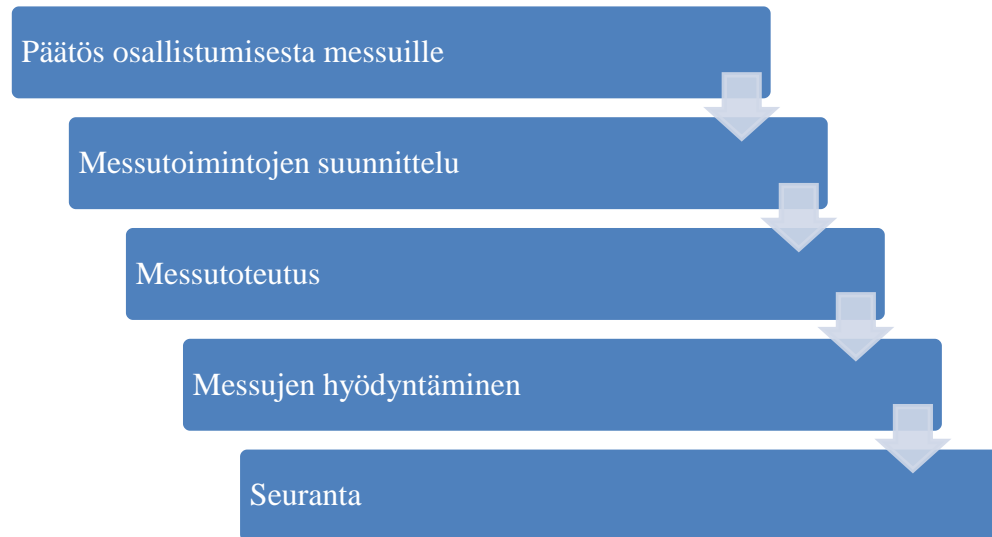 Päätös osallistumisesta messuille
Messutoimintojen suunnittelu
Messutoteutus
Messujen hyödyntäminen
Seuranta